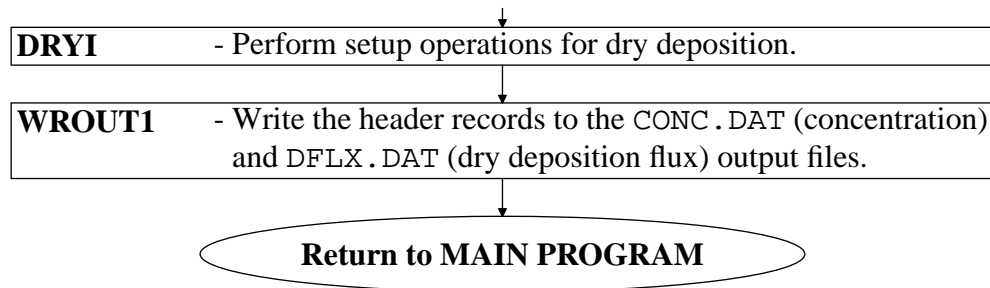 DRYI - Perform setup operations for dry deposition.
WROUT1 - Write the header records to the CONC.DAT (concentration)
and DFLX.DAT (dry deposition flux) output files.
Return to MAIN PROGRAM